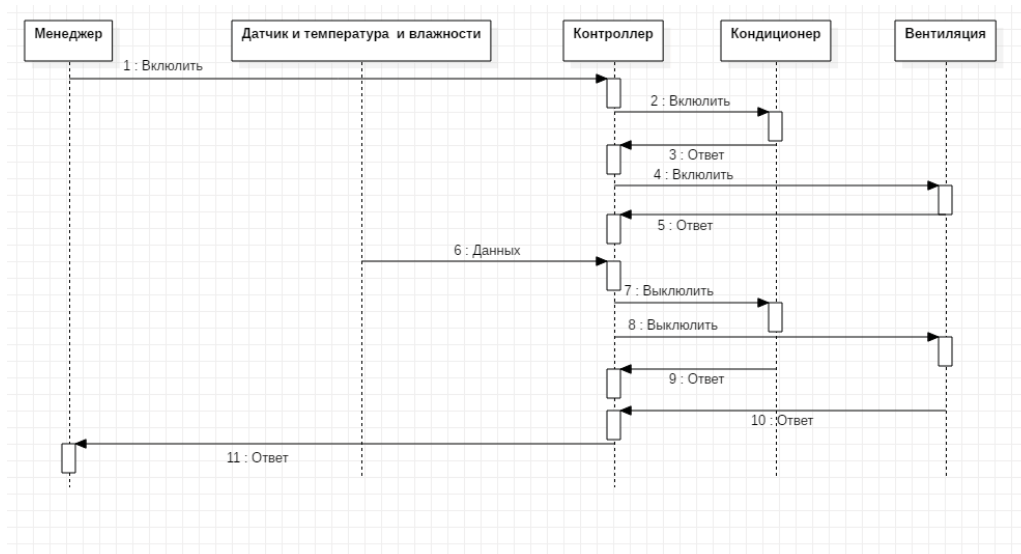 Менеджер
Датчик и температура и влажности
Контроллер
Кондиционер
Вентиляция
1 : Вклюлить
2 : Вклюлить
3 : Ответ
4 : Вклюлить
5 : Ответ
6 : Данных
7 : Выклюлить
8 : Выклюлить
9 : Ответ
10 : Ответ
11 : Ответ